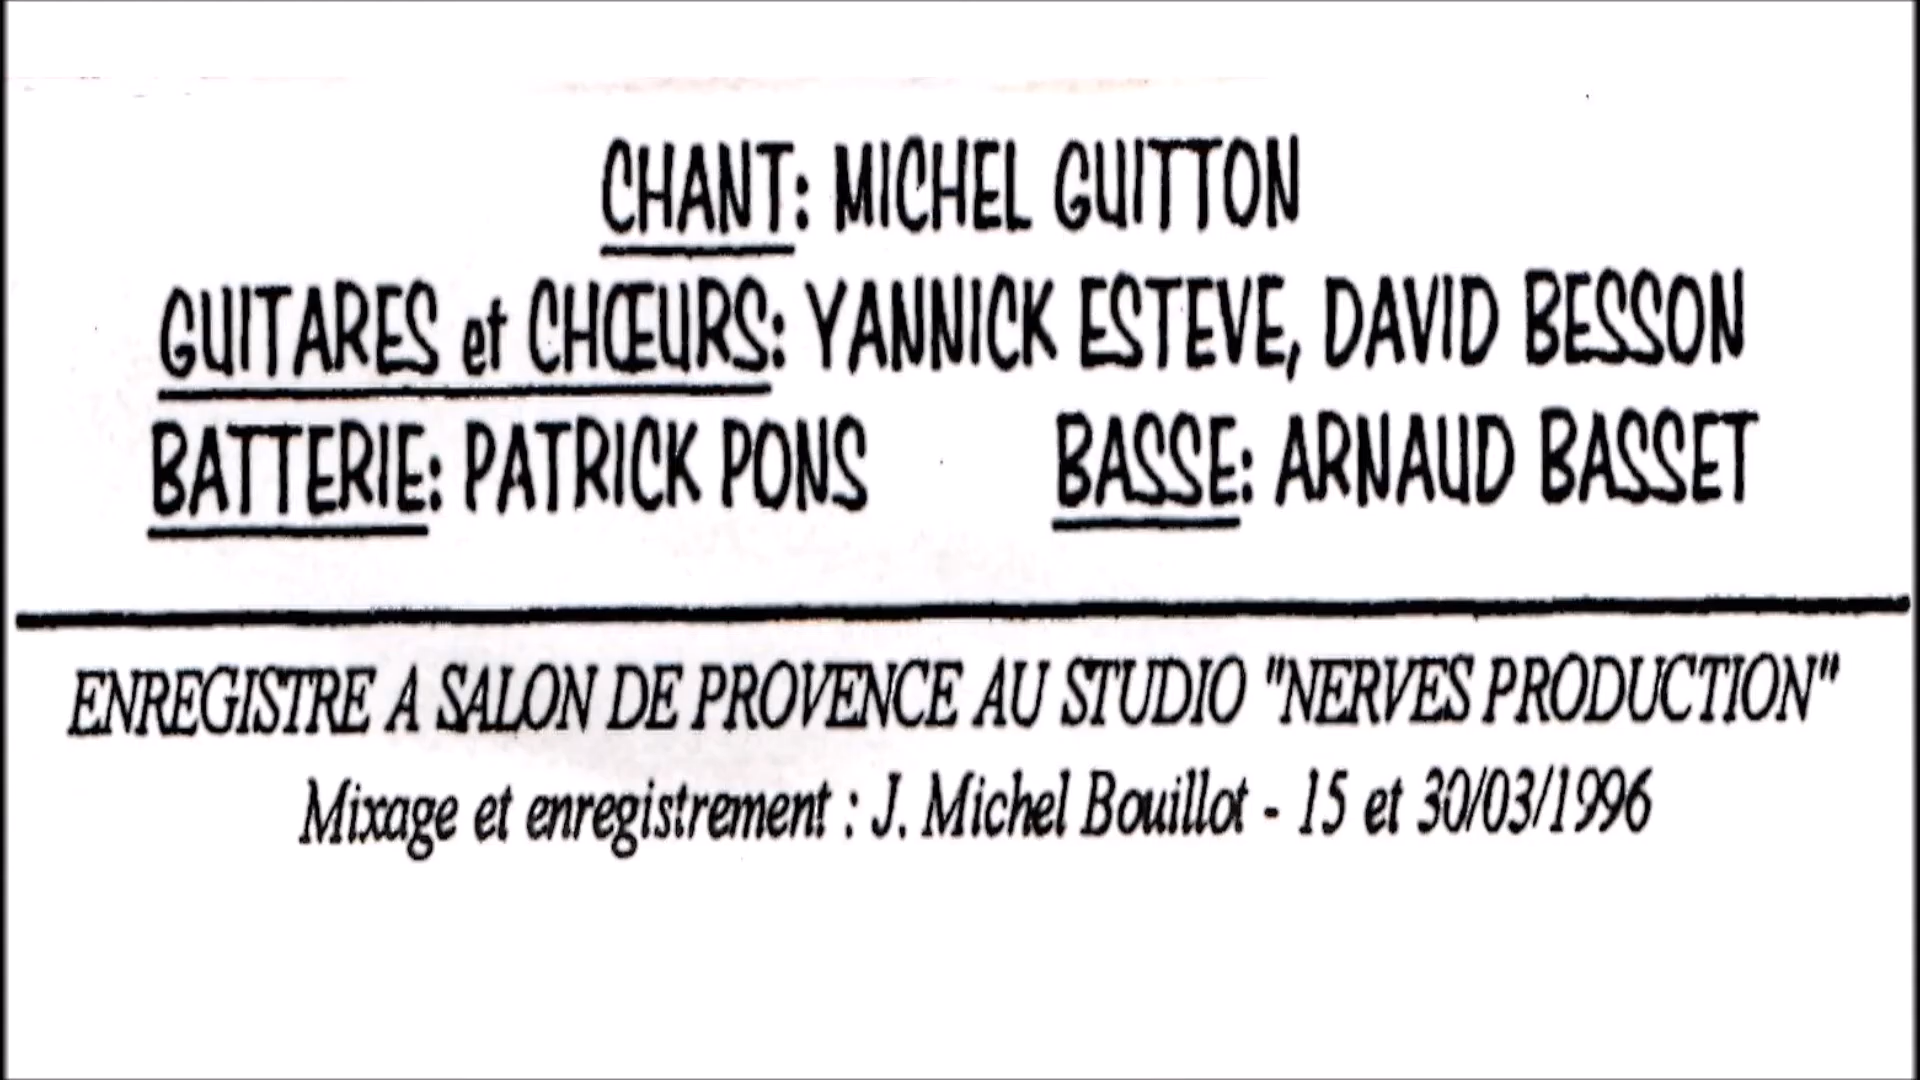 CHANT: MICHEL GUITTON
GUITARES et CHŒURS: YANNICK ESTEVE, DAVID BESSON
BATTERIE: PATRICK PONS BASSE: ARNAUD BASSET
ENREGISTRE A SALON DE PROVENCE AU STUDIO "NERVES PRODUCTION"
Mixage et enregistrement : J. Michel Bouillot - 15 et 30/03/1996